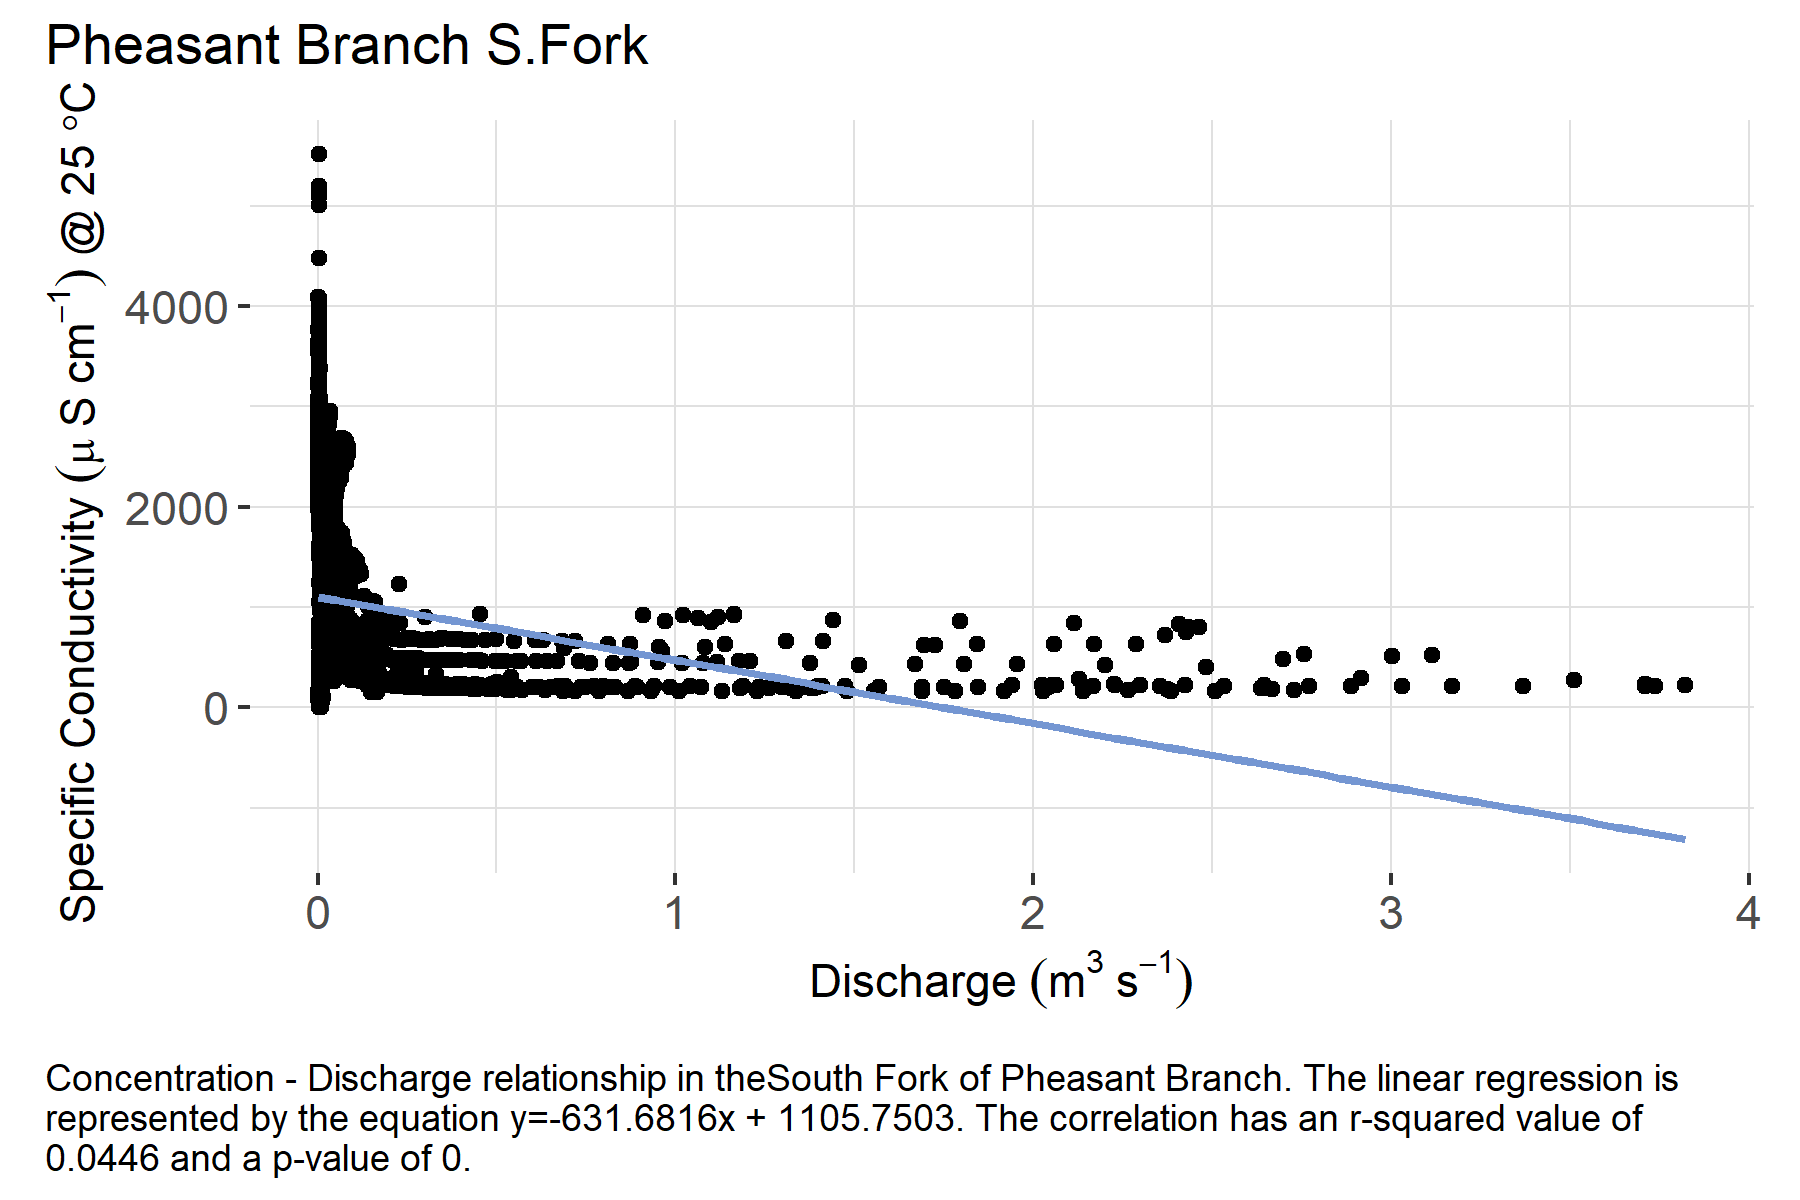 Pheasant Branch S.Fork
Specific Conductivity (μ S cm⁻¹) @ 25 °C
4000
2000
0
0 1 2 3 4
Discharge (m³ s⁻¹)
Concentration - Discharge relationship in theSouth Fork of Pheasant Branch. The linear regression is
represented by the equation y=-631.6816x + 1105.7503. The correlation has an r-squared value of
0.0446 and a p-value of 0.